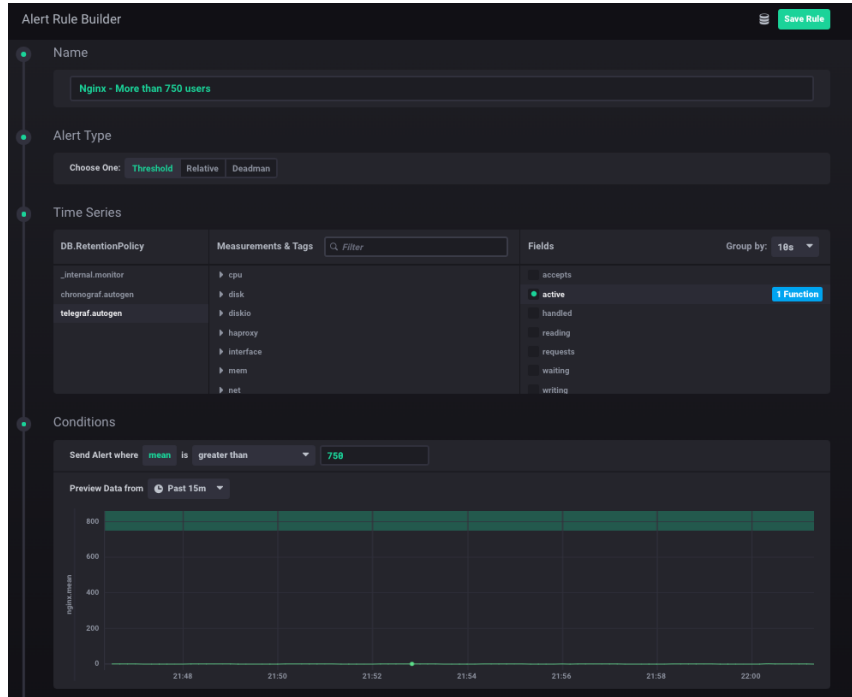 Alert Rule Builder
Save Rule
Name
Nginx - More than 750 users
Alert Type
Choose One: Threshold Relative Deadman
Time Series
DB.RetentionPolicy
_internal.monitor
chronograf.autogen
telegraf.autogen
Measurements & Tags
Filter
cpu
disk
diskio
haproxy
interface
mem
net
Fields
Group by: 10s
accepts
active
1 Function
handled
reading
requests
waiting
writing
Conditions
Send Alert where mean is greater than 750
Preview Data from Past 15m
nginx.mean
800
600
400
200
0
21:48 21:50 21:52 21:54 21:56 21:58 22:00